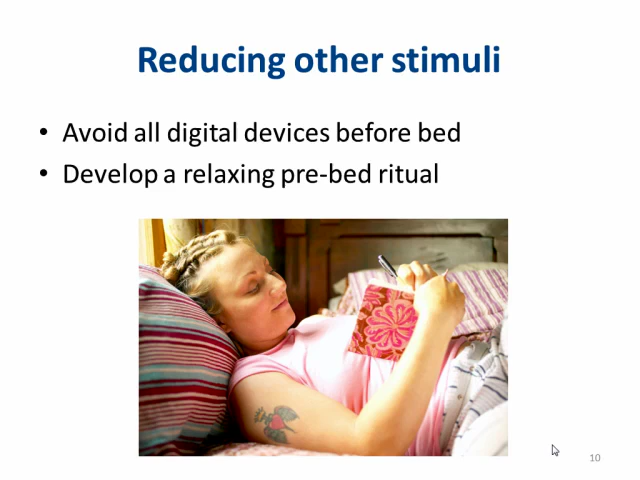 Reducing other stimuli
• Avoid all digital devices before bed
• Develop a relaxing pre-bed ritual
10